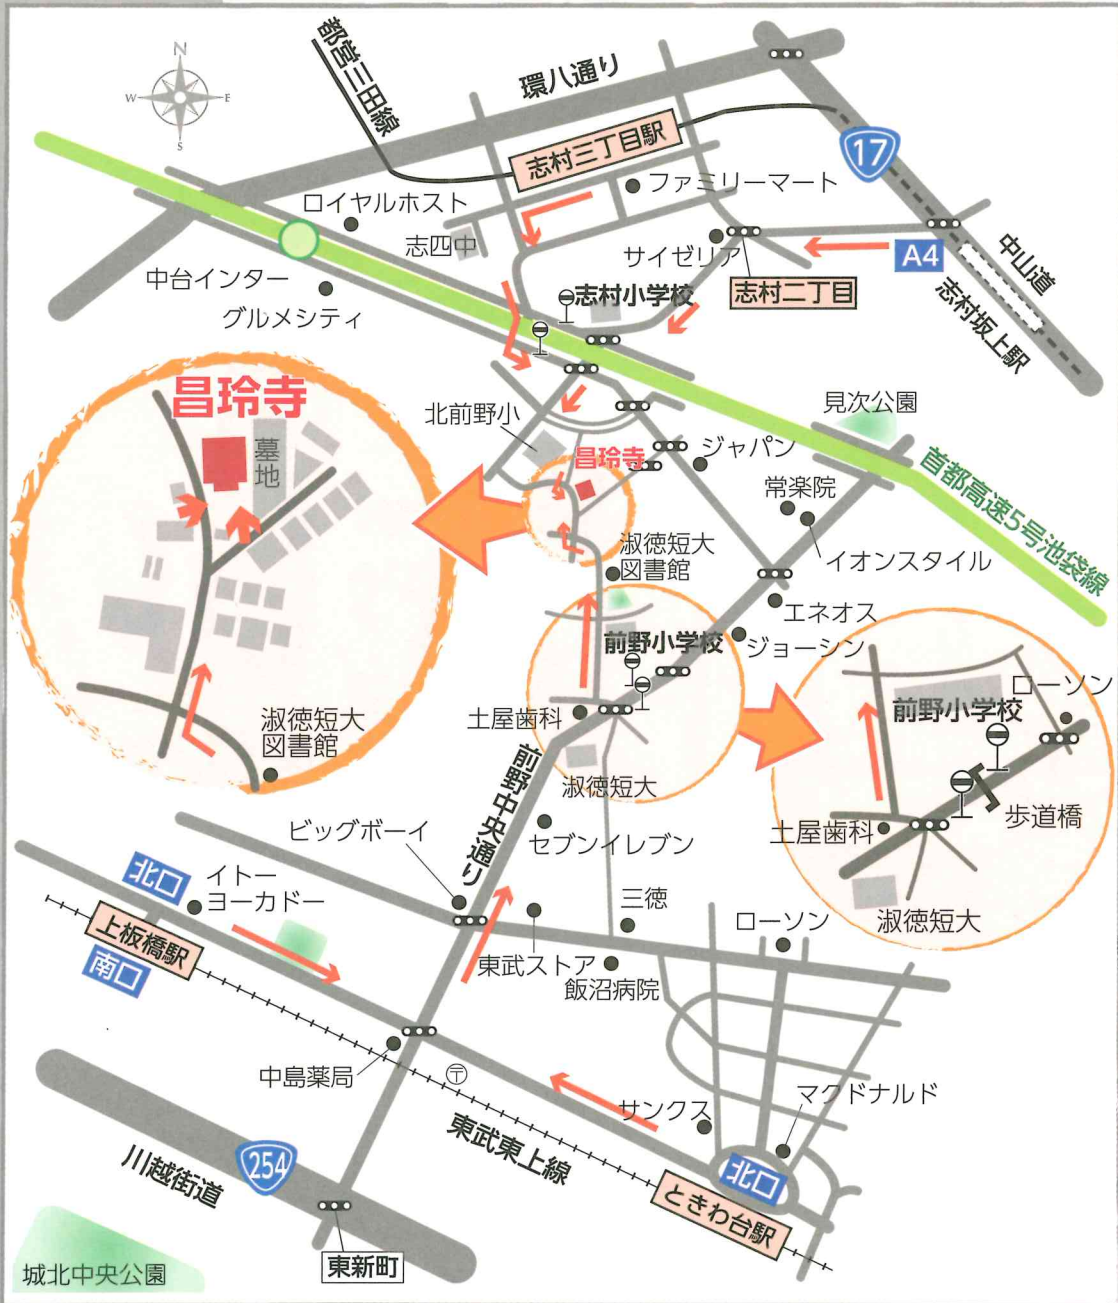 N
W
E
S
都営三田線
環八通り
志村三丁目駅
17
ファミリーマート
ロイヤルホスト
志四中
サイゼリア
A4
中山道
志村坂上駅
中台インター
志村小学校
志村二丁目
グルメシティ
昌玲寺
墓地
北前野小
見次公園
昌玲寺
ジャパン
首都高速5号池袋線
常楽院
イオンスタイル
淑徳短大
図書館
エネオス
前野小学校
ジョーシン
ローソン
前野小学校
淑徳短大
図書館
土屋歯科
淑徳短大
前野中央通り
土屋歯科
歩道橋
淑徳短大
ビッグボーイ
セブンイレブン
北口
イトー
ヨーカドー
三徳
ローソン
上板橋駅
南口
東武ストア
飯沼病院
中島薬局
〒
サンクス
マクドナルド
東武東上線
川越街道
254
北口
ときわ台駅
東新町
城北中央公園